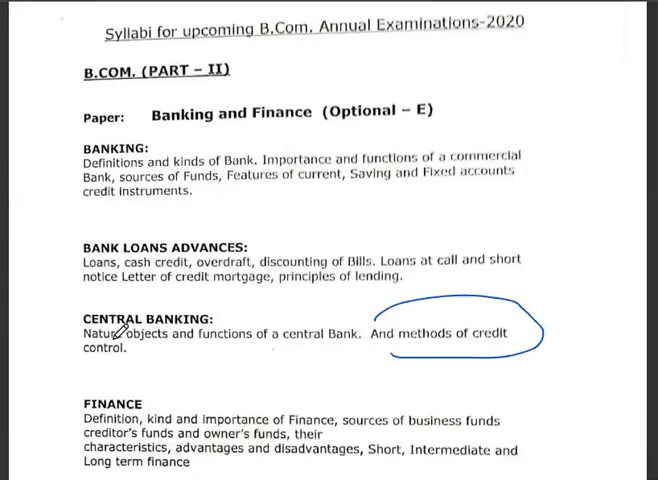 Syllabi for upcoming B.Com. Annual Examinations-2020
B.COM. (PART – II)
Paper: Banking and Finance (Optional – E)
BANKING:
Definitions and kinds of Bank. Importance and functions of a commercial
Bank, sources of Funds, Features of current, Saving and Fixed accounts
credit instruments.
BANK LOANS ADVANCES:
Loans, cash credit, overdraft, discounting of Bills. Loans at call and short
notice Letter of credit mortgage, principles of lending.
CENTRAL BANKING:
Natur objects and functions of a central Bank. And methods of credit
control.
FINANCE
Definition, kind and importance of Finance, sources of business funds
creditor's funds and owner's funds, their
characteristics, advantages and disadvantages, Short, Intermediate and
Long term finance